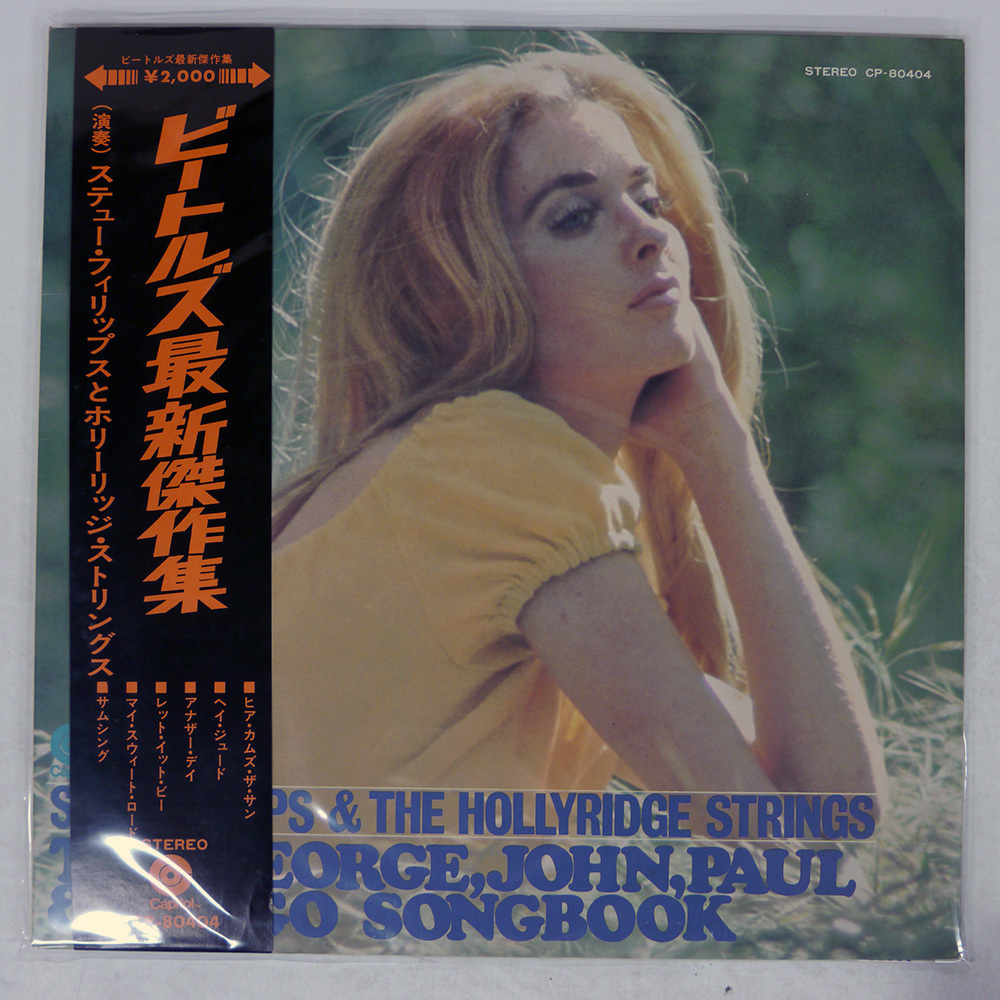 ビートルズ最新傑作集
¥2,000
ビートルズ最新傑作集
(演奏)ステュー・フィリップスとホリーリッジ・ストリングス
■ヒア・カムズ・ザ・サン
■ヘイ・ジュード
■アナザー・デイ
■レット・イット・ビー
■マイ・スウィート・ロード
■サムシング
STEREO
Capitol
CP-80404
STEREO CP-80404
PS & THE HOLLYRIDGE STRINGS
EORGE, JOHN, PAUL
GO SONGBOOK